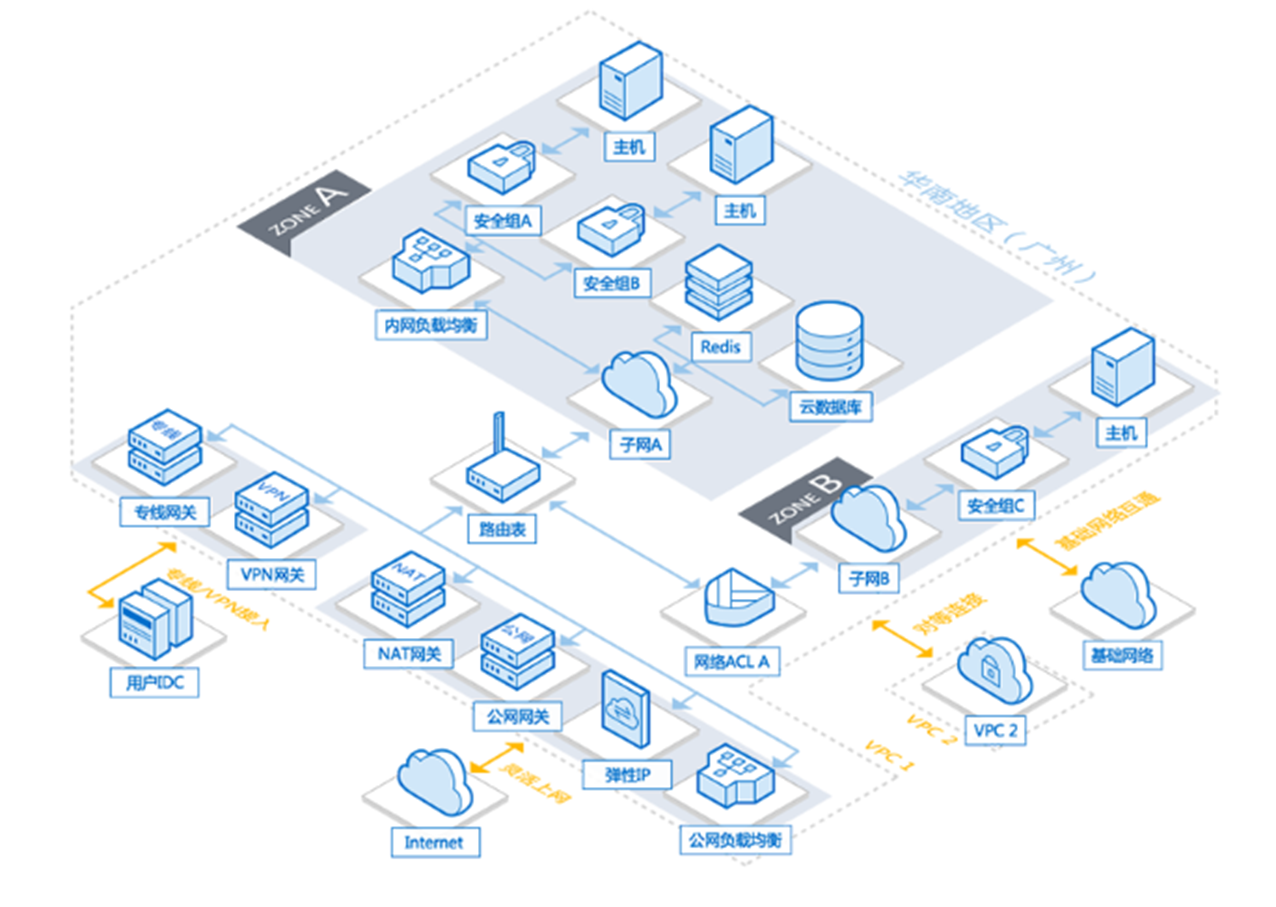 主机
主机
ZONE A
安全组A
安全组B
华南地区（广州）
内网负载均衡
Redis
云数据库
子网A
主机
专线
专线网关
VPN
VPN网关
路由表
ZONE B
安全组C
子网B
基础网络互通
专线/VPN接入
用户IDC
NAT
NAT网关
网络ACL A
对等连接
基础网络
公网
公网网关
VPC 2
VPC 2
VPC 1
弹性IP
灵活上网
Internet
公网负载均衡